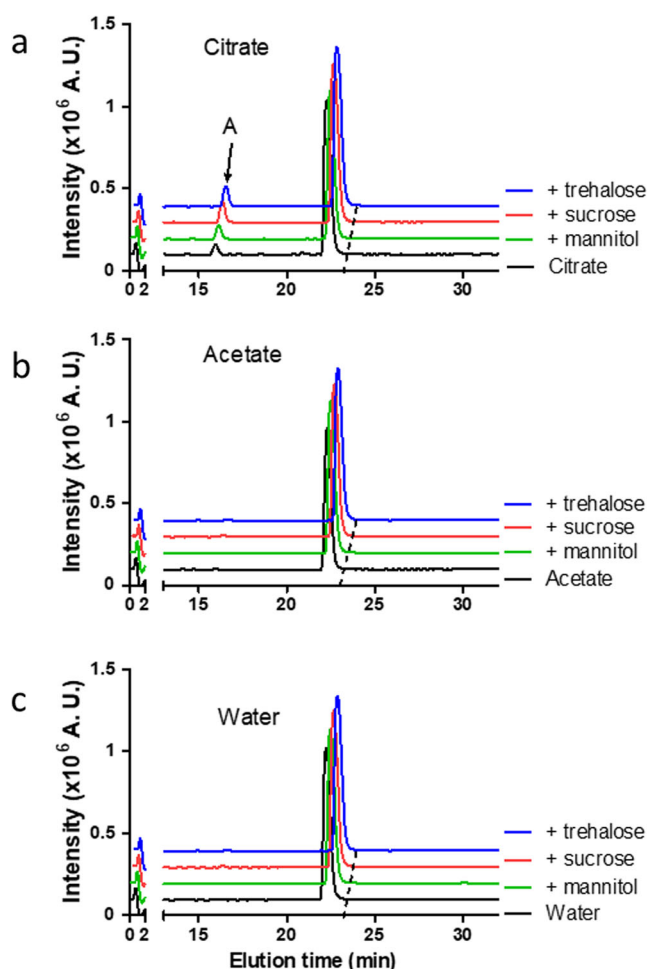 a
Citrate
A
Intensity (x10⁶ A. U.)
1.5
1
0.5
0
0 2 15 20 25 30
+ trehalose
+ sucrose
+ mannitol
Citrate
b
Acetate
Intensity (x10⁶ A. U.)
1.5
1
0.5
0
0 2 15 20 25 30
+ trehalose
+ sucrose
+ mannitol
Acetate
c
Water
Intensity (x10⁶ A. U.)
1.5
1
0.5
0
0 2 15 20 25 30
+ trehalose
+ sucrose
+ mannitol
Water
Elution time (min)